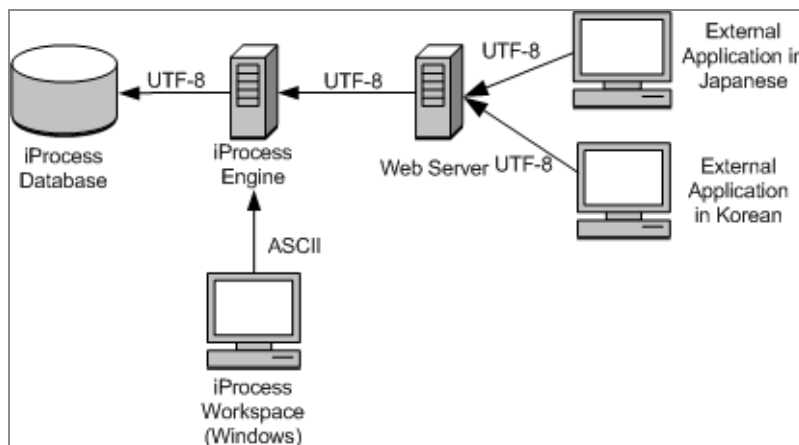 External
Application in
Japanese
UTF-8
UTF-8
UTF-8
iProcess
Database
iProcess
Engine
Web Server
UTF-8
External
Application
in Korean
ASCII
iProcess
Workspace
(Windows)